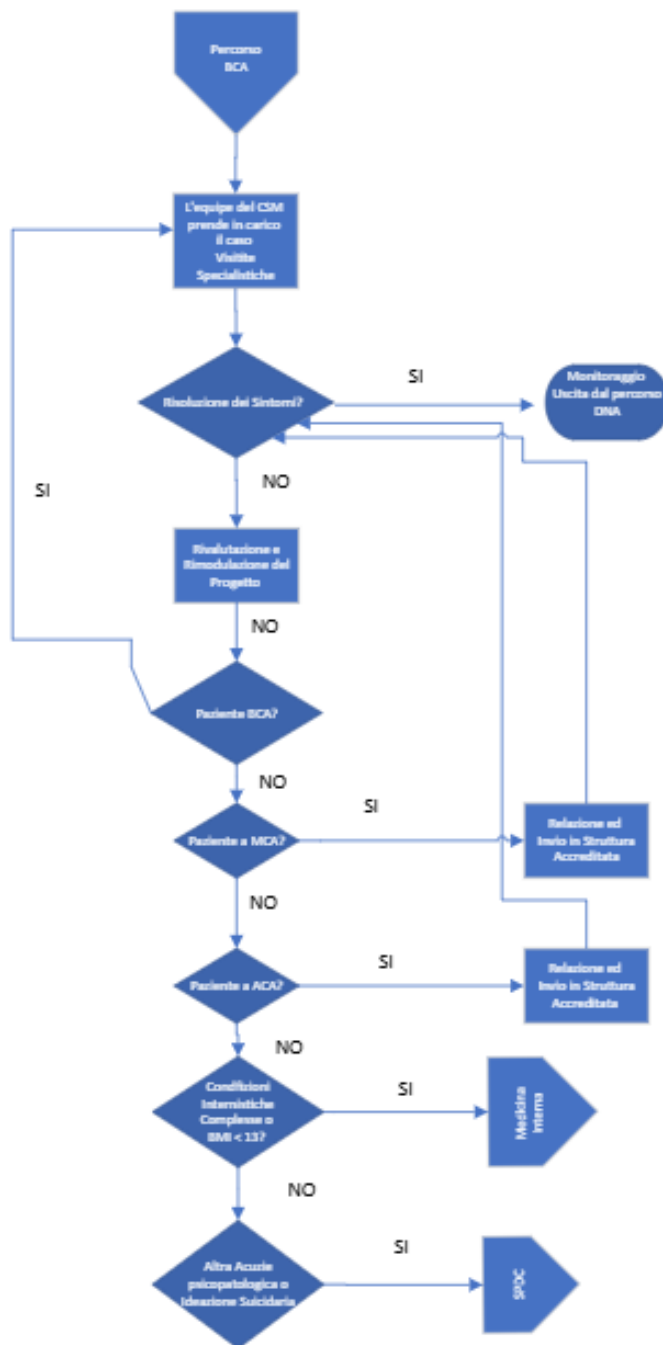 Percorso
BCA
L'equipe del CSM
prende in carico
il caso
Visitite
Specialistiche
Risoluzione dei Sintomi?
SI
Monitoraggio
Uscita dal percorso
DNA
SI
NO
Rivalutazione e
Rimodulazione del
Progetto
NO
Paziente BCA?
NO
Paziente a MCA?
SI
Relazione ed
Invio in Struttura
Accreditata
NO
Paziente a ACA?
SI
Relazione ed
Invio in Struttura
Accreditata
NO
Condizioni
Internistiche
Complesse o
BMI < 13?
SI
Medicina
Interna
NO
Altra Acuzie
psicopatologica o
Ideazione Suicidaria
SI
SPDC